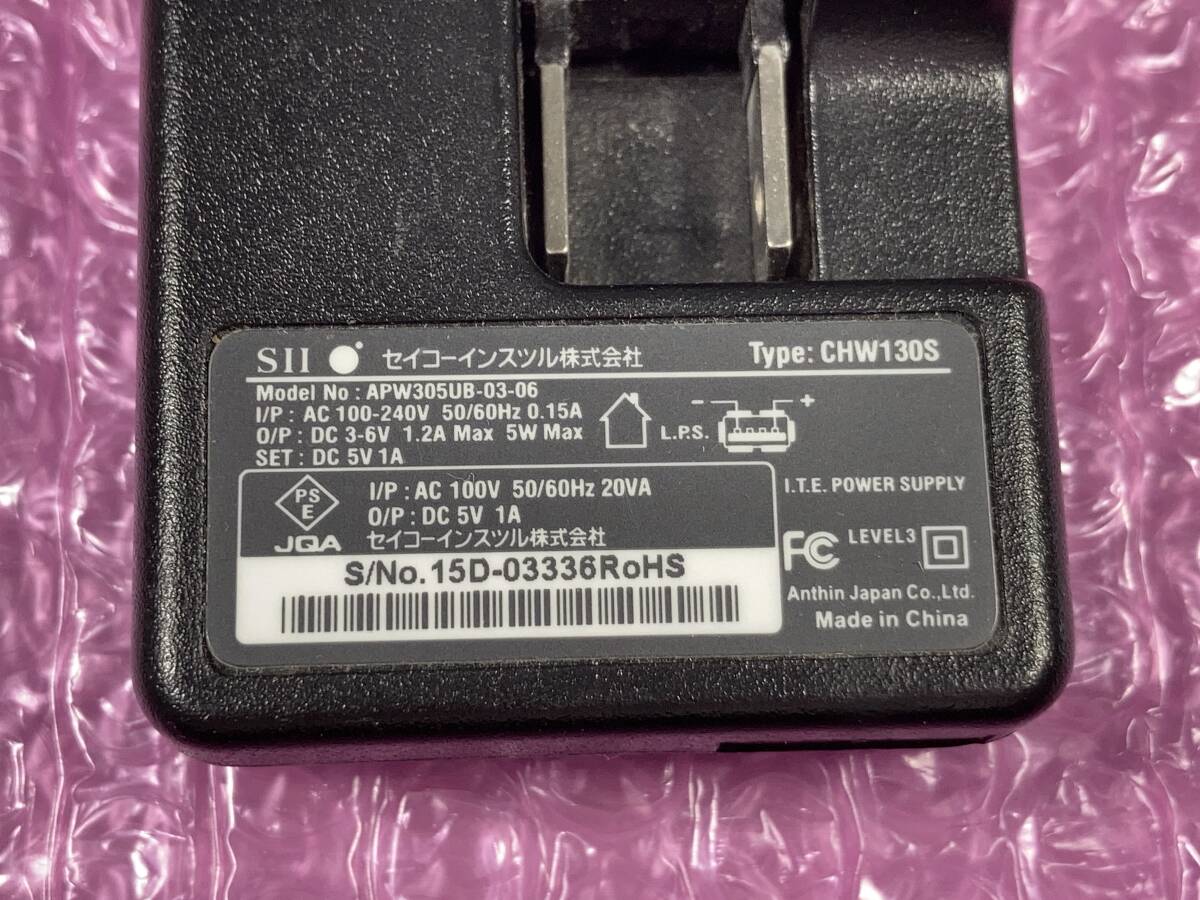 SII セイコーインスツル株式会社 Type: CHW130S
Model No : APW305UB-03-06
I/P : AC 100-240V 50/60Hz 0.15A
O/P : DC 3-6V 1.2A Max 5W Max
SET : DC 5V 1A
L.P.S. - +
PSE
JQA
I/P : AC 100V 50/60Hz 20VA
O/P : DC 5V 1A
セイコーインスツル株式会社
S/No. 15D-03336RoHS
I.T.E. POWER SUPPLY
FC LEVEL3
Anthin Japan Co.,Ltd.
Made in China